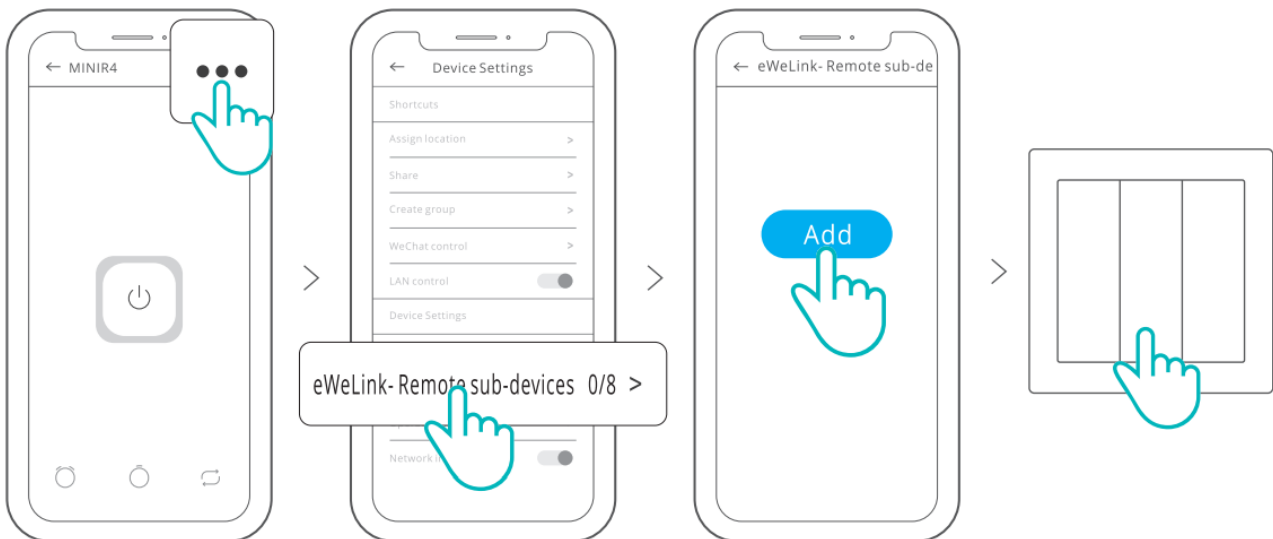 ← MINIR4
← Device Settings
Shortcuts
Assign location >
Share >
Create group >
WeChat control >
LAN control
Device Settings
eWeLink- Remote sub-devices 0/8 >
Network
← eWeLink- Remote sub-de
Add